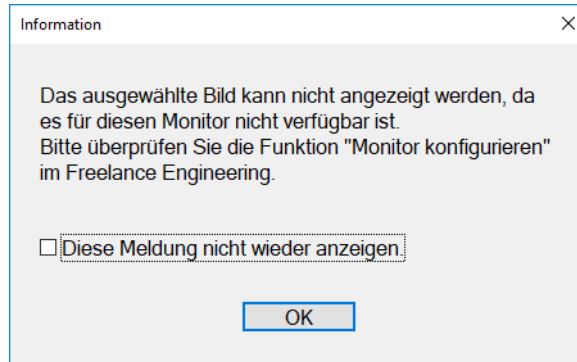 Information
Das ausgewählte Bild kann nicht angezeigt werden, da
es für diesen Monitor nicht verfügbar ist.
Bitte überprüfen Sie die Funktion "Monitor konfigurieren"
im Freelance Engineering.
Diese Meldung nicht wieder anzeigen.
OK